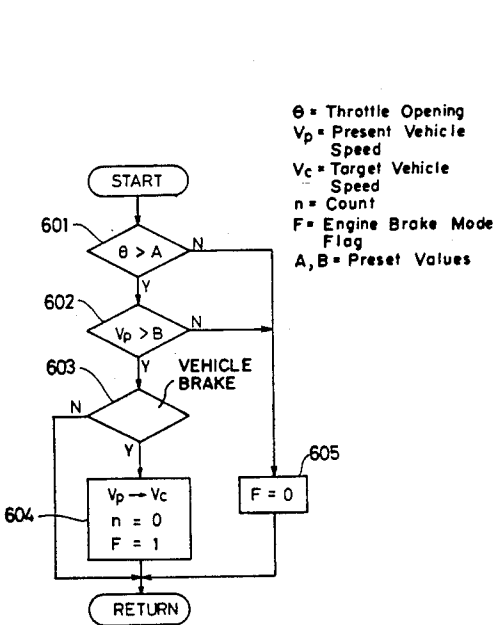 θ = Throttle Opening
Vp = Present Vehicle
Speed
Vc = Target Vehicle
Speed
n = Count
F = Engine Brake Mode
Flag
A, B = Preset Values
START
601
θ > A
N
Y
602
Vp > B
N
Y
603
VEHICLE
BRAKE
N
Y
604
Vp → Vc
n = 0
F = 1
605
F = 0
RETURN